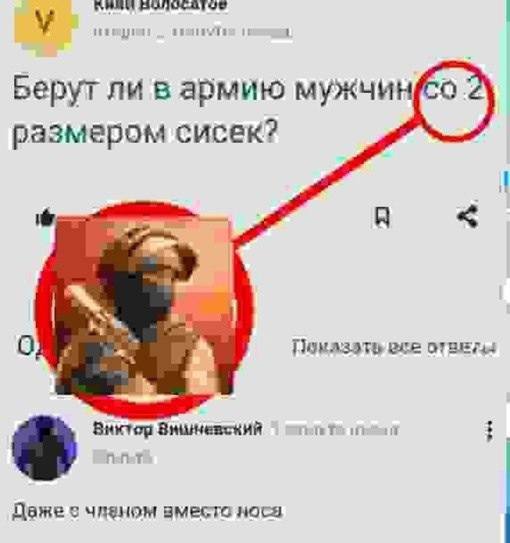 V
Берут ли в армию мужчин со 2
размером сисек?
Показать все ответы
Виктор Вишневский
Даже с членом вместо носа